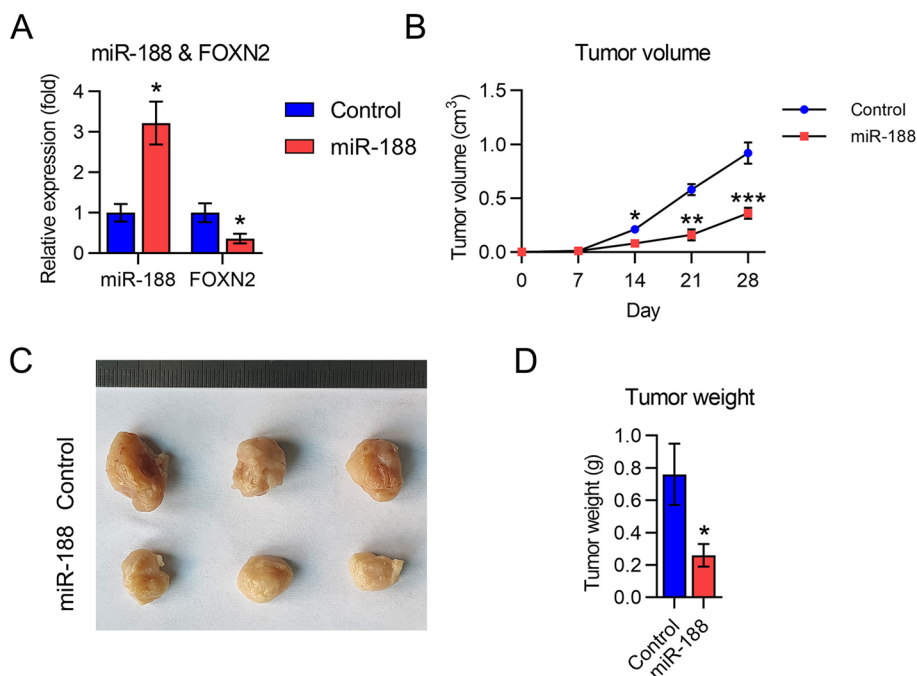 A
miR-188 & FOXN2
Relative expression (fold)
4
3
2
1
0
*
*
miR-188
FOXN2
Control
miR-188
B
Tumor volume
Tumor volume (cm³)
1.5
1.0
0.5
0.0
*
**
***
0 7 14 21 28
Day
Control
miR-188
C
Control
miR-188
D
Tumor weight
Tumor weight (g)
1.0
0.8
0.6
0.4
0.2
0.0
*
Control
miR-188